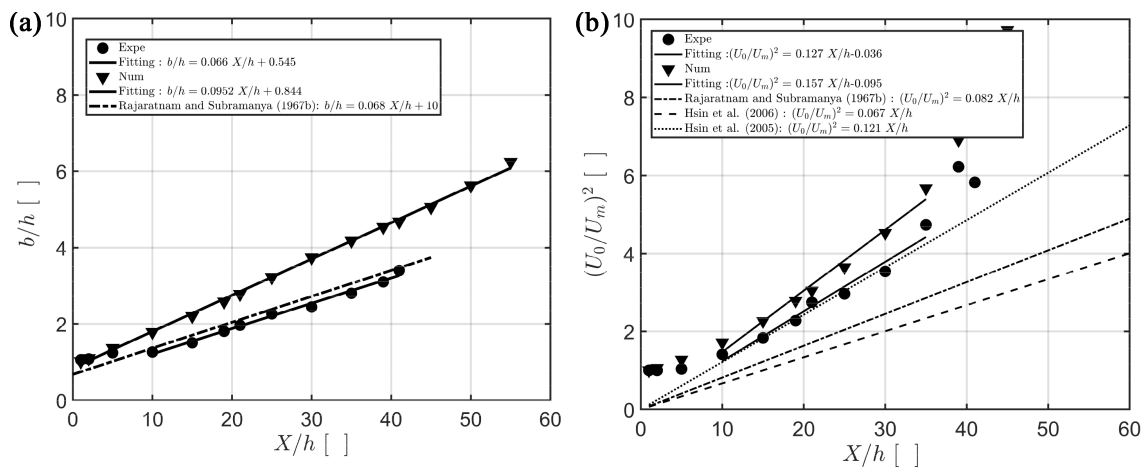 (a)
10
8
6
4
2
0
b/h [ ]
Expe
Fitting : b/h = 0.066 X/h + 0.545
Num
Fitting : b/h = 0.0952 X/h + 0.844
Rajaratnam and Subramanya (1967b): b/h = 0.068 X/h + 10
0 10 20 30 40 50 60
X/h [ ]
(b)
10
8
6
4
2
0
(U₀/Uₘ)² [ ]
Expe
Fitting :(U₀/Uₘ)² = 0.127 X/h-0.036
Num
Fitting :(U₀/Uₘ)² = 0.157 X/h-0.095
Rajaratnam and Subramanya (1967b) : (U₀/Uₘ)² = 0.082 X/h
Hsin et al. (2006) : (U₀/Uₘ)² = 0.067 X/h
Hsin et al. (2005): (U₀/Uₘ)² = 0.121 X/h
0 10 20 30 40 50 60
X/h [ ]